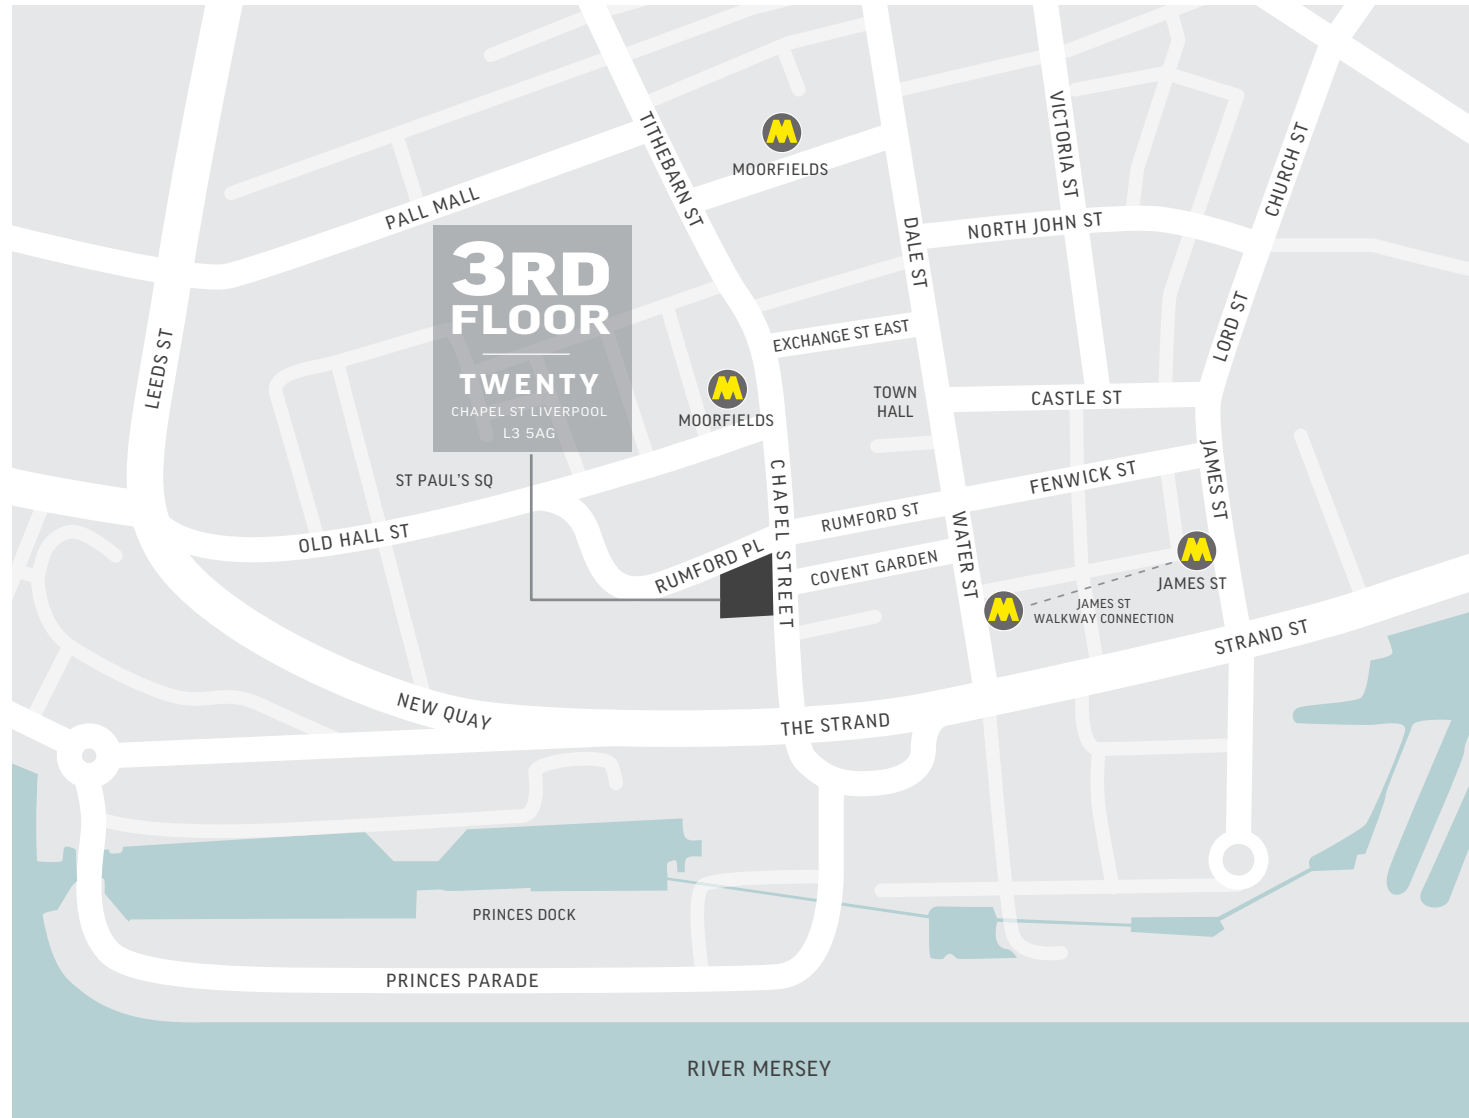 TITHEBARN ST
MOORFIELDS
VICTORIA ST
CHURCH ST
PALL MALL
NORTH JOHN ST
DALE ST
3RD
FLOOR
TWENTY
CHAPEL ST LIVERPOOL
L3 5AG
LEEDS ST
LORD ST
EXCHANGE ST EAST
TOWN
HALL
CASTLE ST
MOORFIELDS
ST PAUL'S SQ
CHAPEL STREET
JAMES ST
FENWICK ST
RUMFORD ST
OLD HALL ST
WATER ST
RUMFORD PL
COVENT GARDEN
JAMES ST
JAMES ST
WALKWAY CONNECTION
STRAND ST
NEW QUAY
THE STRAND
PRINCES DOCK
PRINCES PARADE
RIVER MERSEY